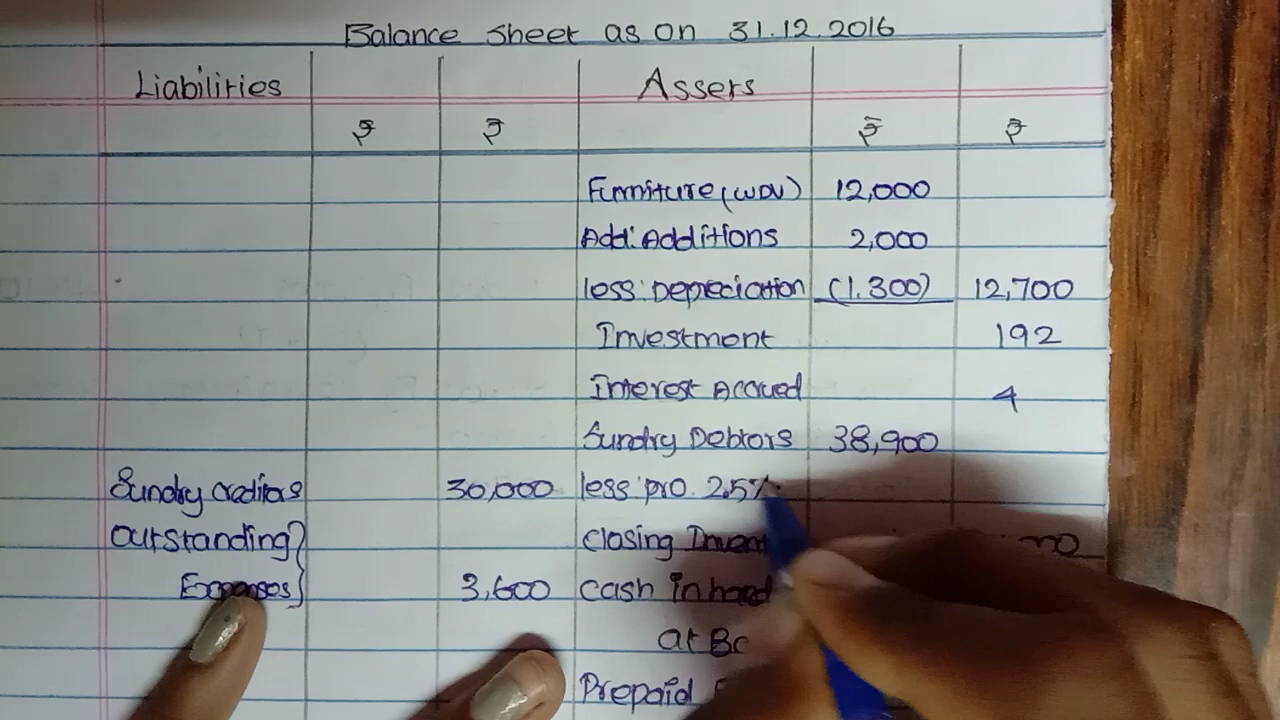 Balance Sheet as on 31.12.2016
Liabilities Assers
₹ ₹ ₹ ₹
Furniture (WDV) 12,000
Add: Additions 2,000
less: Depreciation (1.300) 12,700
Investment 192
Interest Accrued 4
Sundry Debtors 38,900
Sundry creditors 30,000 less pro. 2.5%
Outstanding Closing
Expenses 3,600 Cash in hand
at
Prepaid